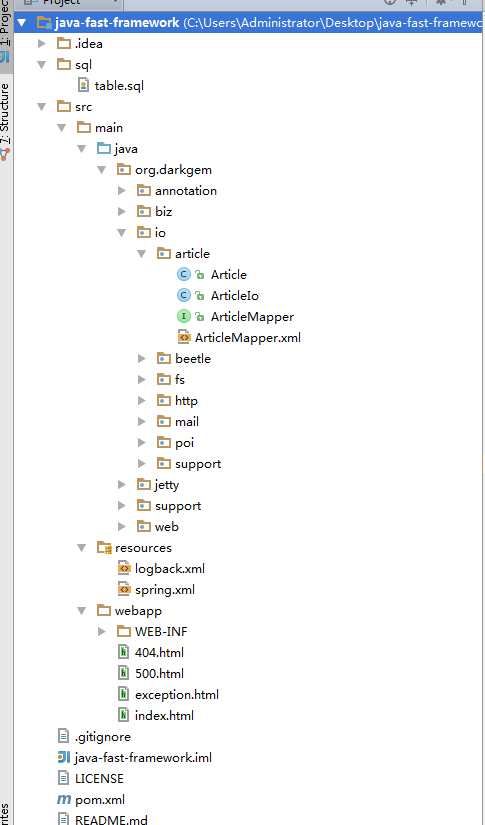 Project
java-fast-framework (C:\Users\Administrator\Desktop\java-fast-framewo
.idea
sql
table.sql
src
main
java
org.darkgem
annotation
biz
io
article
Article
ArticleIo
ArticleMapper
ArticleMapper.xml
beetle
fs
http
mail
poi
support
jetty
support
web
resources
logback.xml
spring.xml
webapp
WEB-INF
404.html
500.html
exception.html
index.html
.gitignore
java-fast-framework.iml
LICENSE
pom.xml
README.md
1: Projec
7: Structure
rites